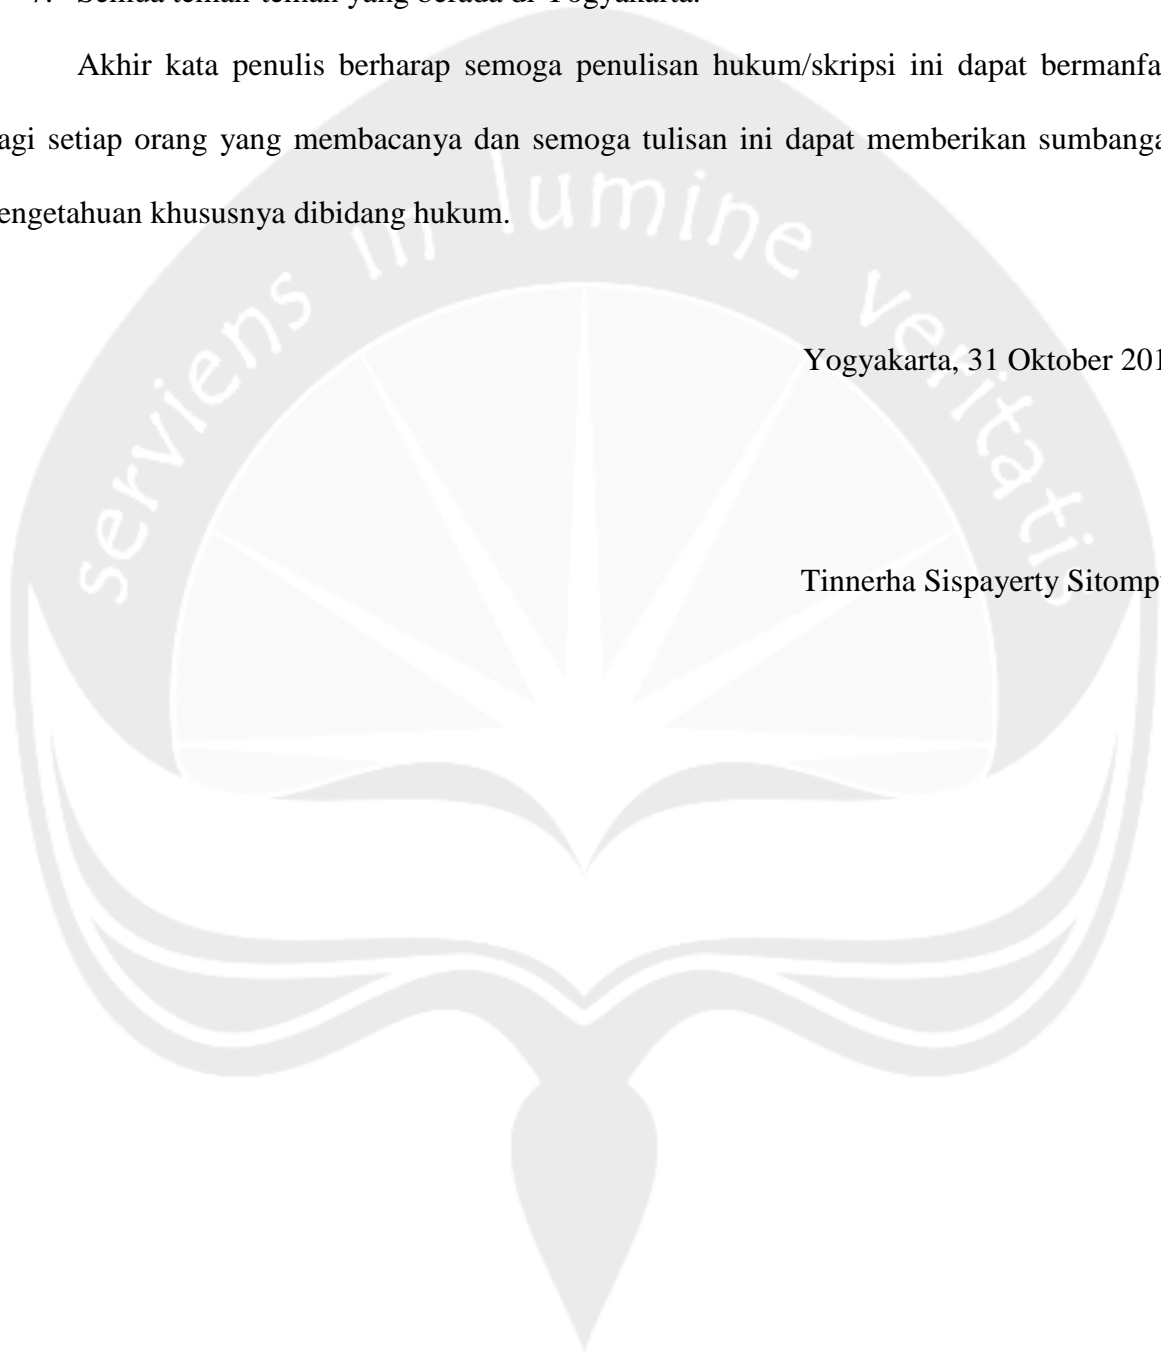 7. Semua teman-teman yang berada di Yogyakarta.
Akhir kata penulis berharap semoga penulisan hukum/skripsi ini dapat bermanfa
agi setiap orang yang membacanya dan semoga tulisan ini dapat memberikan sumbanga
engetahuan khususnya dibidang hukum.
serviens in lumine veritatis
Yogyakarta, 31 Oktober 201
Tinnerha Sispayerty Sitomp